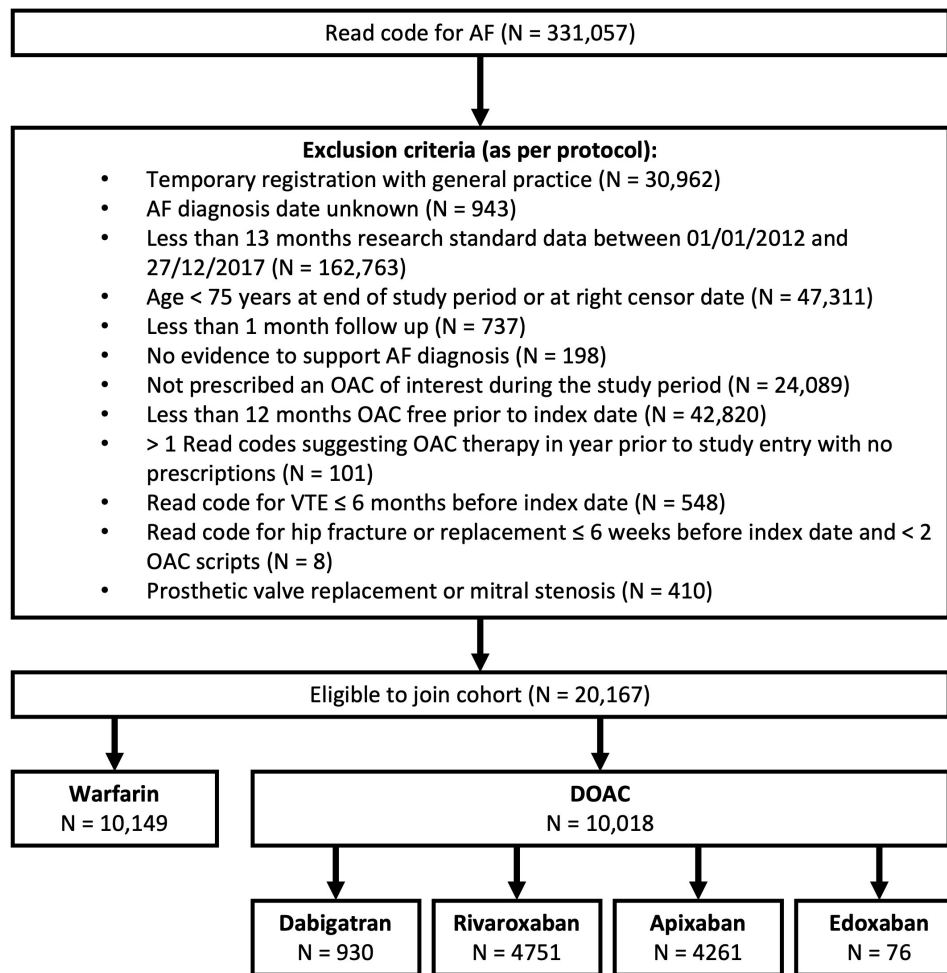 Read code for AF (N = 331,057)
Exclusion criteria (as per protocol):
• Temporary registration with general practice (N = 30,962)
• AF diagnosis date unknown (N = 943)
• Less than 13 months research standard data between 01/01/2012 and
27/12/2017 (N = 162,763)
• Age < 75 years at end of study period or at right censor date (N = 47,311)
• Less than 1 month follow up (N = 737)
• No evidence to support AF diagnosis (N = 198)
• Not prescribed an OAC of interest during the study period (N = 24,089)
• Less than 12 months OAC free prior to index date (N = 42,820)
• > 1 Read codes suggesting OAC therapy in year prior to study entry with no
prescriptions (N = 101)
• Read code for VTE ≤ 6 months before index date (N = 548)
• Read code for hip fracture or replacement ≤ 6 weeks before index date and < 2
OAC scripts (N = 8)
• Prosthetic valve replacement or mitral stenosis (N = 410)
Eligible to join cohort (N = 20,167)
Warfarin
N = 10,149
DOAC
N = 10,018
Dabigatran
N = 930
Rivaroxaban
N = 4751
Apixaban
N = 4261
Edoxaban
N = 76